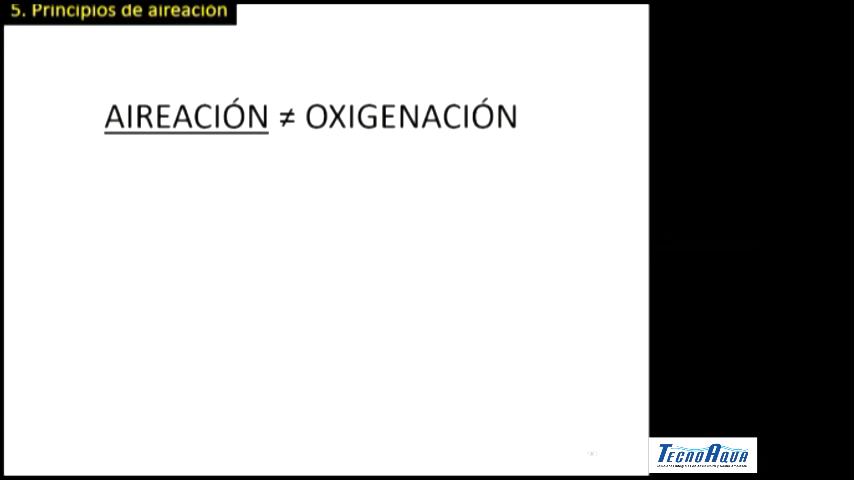 5. Principios de aireación
AIREACIÓN ≠ OXIGENACIÓN
TECNOAQUA